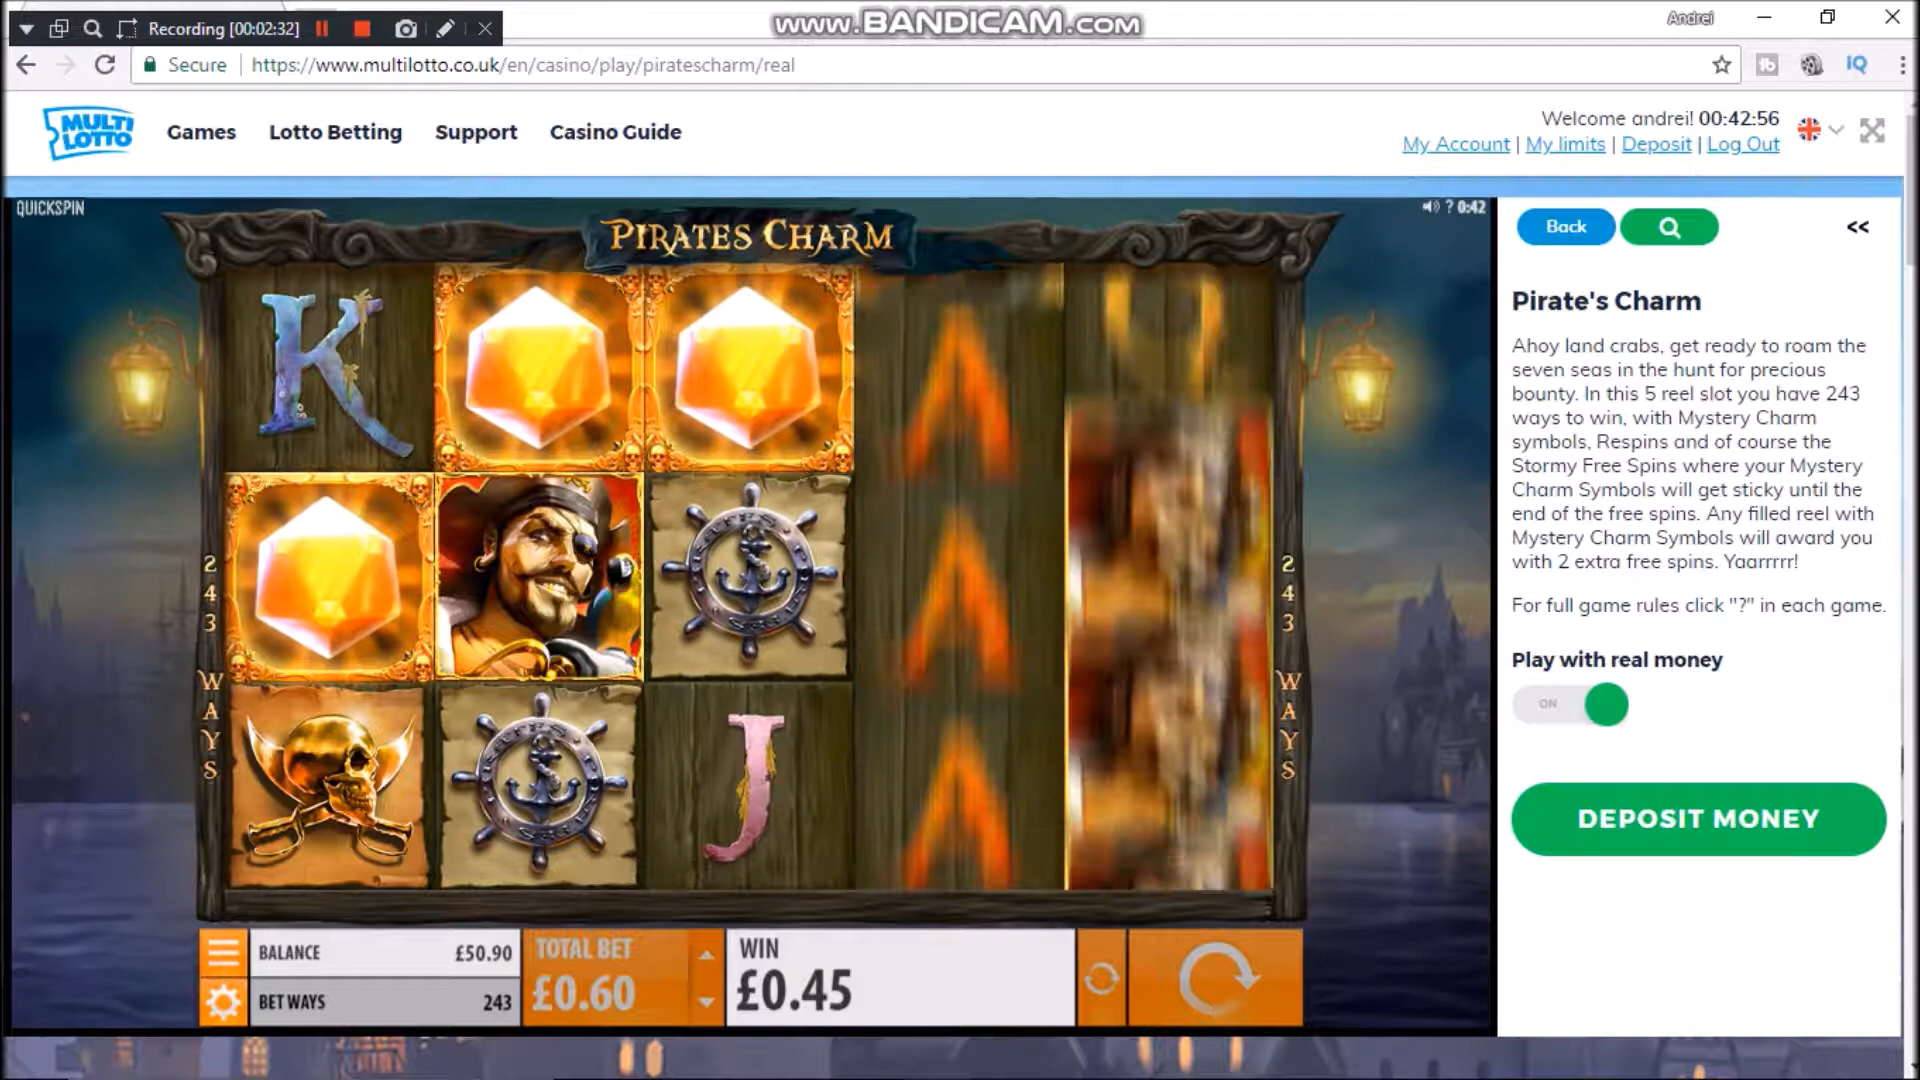 Recording [00:02:32]
www.BANDICAM.com
Andrei
Secure
https://www.multilotto.co.uk/en/casino/play/piratescharm/real
IQ
MULTI
LOTTO
Games
Lotto Betting
Support
Casino Guide
Welcome andrei! 00:42:56
My Account | My limits | Deposit | Log Out
QUICKSPIN
PIRATES CHARM
? 0:42
Back
<<
Pirate's Charm
Ahoy land crabs, get ready to roam the
seven seas in the hunt for precious
bounty. In this 5 reel slot you have 243
ways to win, with Mystery Charm
symbols, Respins and of course the
Stormy Free Spins where your Mystery
Charm Symbols will get sticky until the
end of the free spins. Any filled reel with
Mystery Charm Symbols will award you
with 2 extra free spins. Yaarrrrr!
For full game rules click "?" in each game.
Play with real money
ON
DEPOSIT MONEY
K
J
A
A
A
243 WAYS
243 WAYS
BALANCE £50.90
BET WAYS 243
TOTAL BET
£0.60
WIN
£0.45